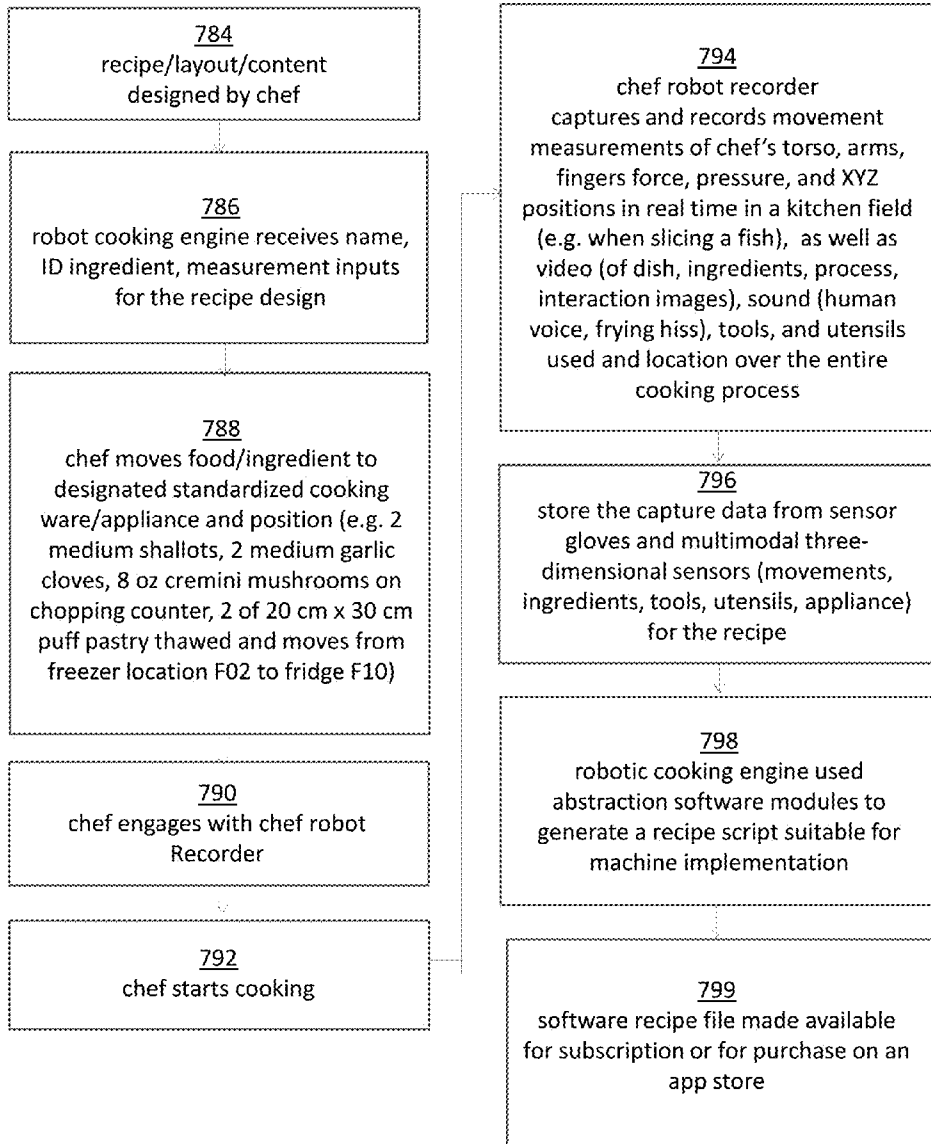 784
recipe/layout/content
designed by chef
786
robot cooking engine receives name,
ID ingredient, measurement inputs
for the recipe design
788
chef moves food/ingredient to
designated standardized cooking
ware/appliance and position (e.g. 2
medium shallots, 2 medium garlic
cloves, 8 oz cremini mushrooms on
chopping counter, 2 of 20 cm x 30 cm
puff pastry thawed and moves from
freezer location F02 to fridge F10)
790
chef engages with chef robot
Recorder
792
chef starts cooking
794
chef robot recorder
captures and records movement
measurements of chef's torso, arms,
fingers force, pressure, and XYZ
positions in real time in a kitchen field
(e.g. when slicing a fish), as well as
video (of dish, ingredients, process,
interaction images), sound (human
voice, frying hiss), tools, and utensils
used and location over the entire
cooking process
796
store the capture data from sensor
gloves and multimodal three-
dimensional sensors (movements,
ingredients, tools, utensils, appliance)
for the recipe
798
robotic cooking engine used
abstraction software modules to
generate a recipe script suitable for
machine implementation
799
software recipe file made available
for subscription or for purchase on an
app store